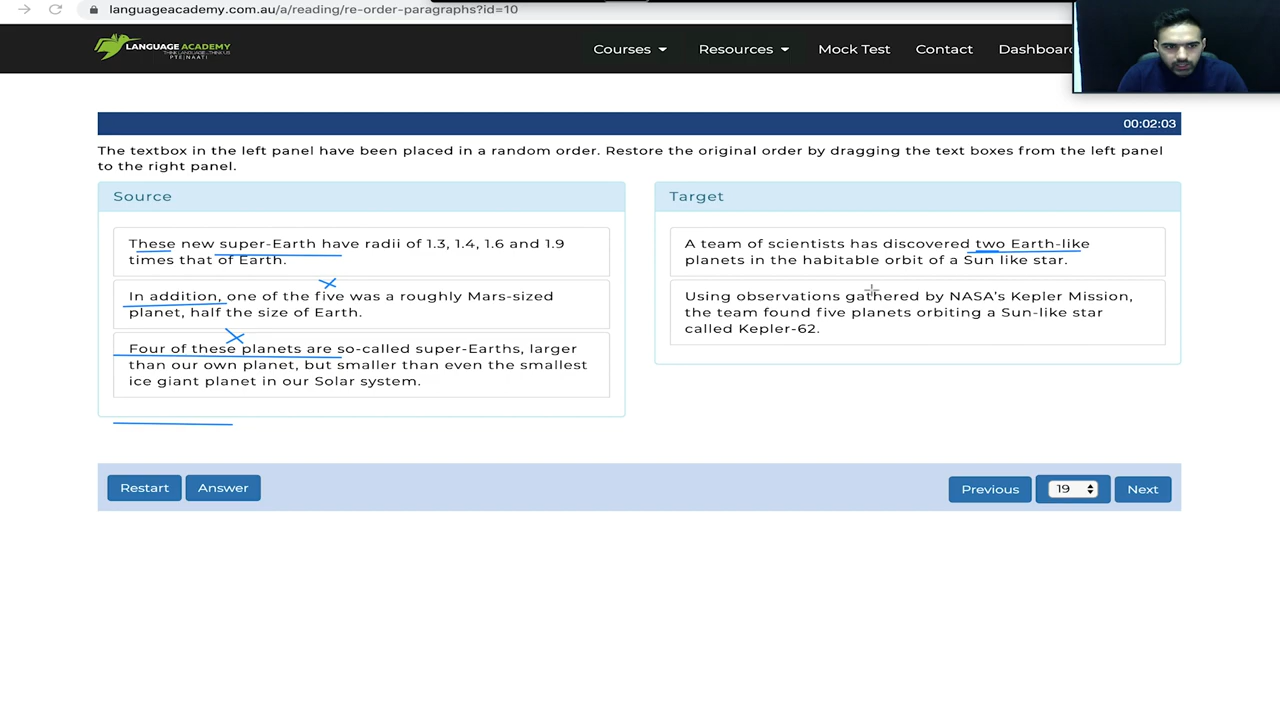 languageacademy.com.au/a/reading/re-order-paragraphs?id=10
LANGUAGE ACADEMY
THINK LANGUAGE - THINK US
PTE|NAATI
Courses
Resources
Mock Test
Contact
Dashboard
00:02:03
The textbox in the left panel have been placed in a random order. Restore the original order by dragging the text boxes from the left panel
to the right panel.
Source
These new super-Earth have radii of 1.3, 1.4, 1.6 and 1.9
times that of Earth.
In addition, one of the five was a roughly Mars-sized
planet, half the size of Earth.
Four of these planets are so-called super-Earths, larger
than our own planet, but smaller than even the smallest
ice giant planet in our Solar system.
Target
A team of scientists has discovered two Earth-like
planets in the habitable orbit of a Sun like star.
Using observations gathered by NASA's Kepler Mission,
the team found five planets orbiting a Sun-like star
called Kepler-62.
Restart
Answer
Previous
19
Next